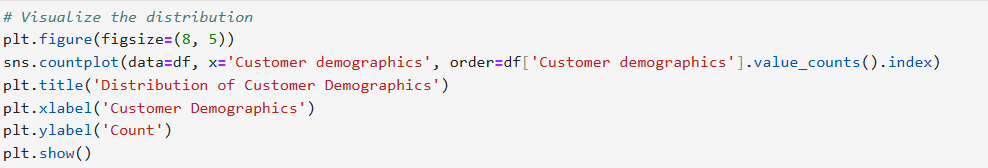 # Visualize the distribution
plt.figure(figsize=(8, 5))
sns.countplot(data=df, x='Customer demographics', order=df['Customer demographics'].value_counts().index)
plt.title('Distribution of Customer Demographics')
plt.xlabel('Customer Demographics')
plt.ylabel('Count')
plt.show()